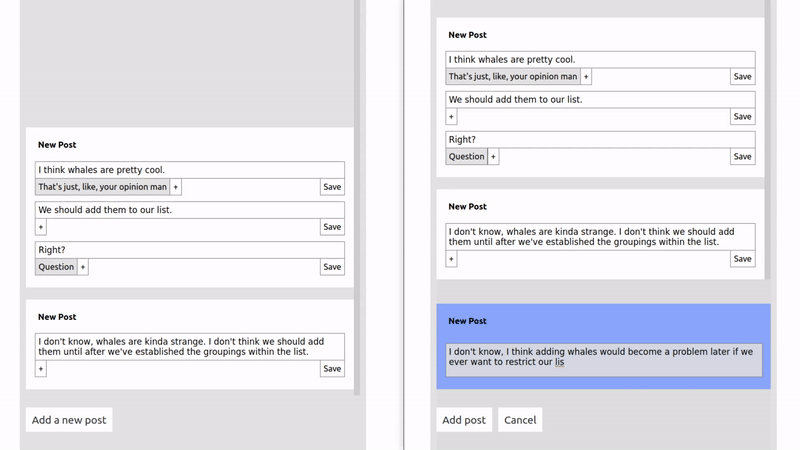 New Post
I think whales are pretty cool.
That's just, like, your opinion man +
Save
We should add them to our list.
+
Save
Right?
Question +
Save
New Post
I don't know, whales are kinda strange. I don't think we should add
them until after we've established the groupings within the list.
+
Save
Add a new post
New Post
I think whales are pretty cool.
That's just, like, your opinion man +
Save
We should add them to our list.
+
Save
Right?
Question +
Save
New Post
I don't know, whales are kinda strange. I don't think we should add
them until after we've established the groupings within the list.
+
Save
New Post
I don't know, I think adding whales would become a problem later if we
ever want to restrict our lis
Add post
Cancel